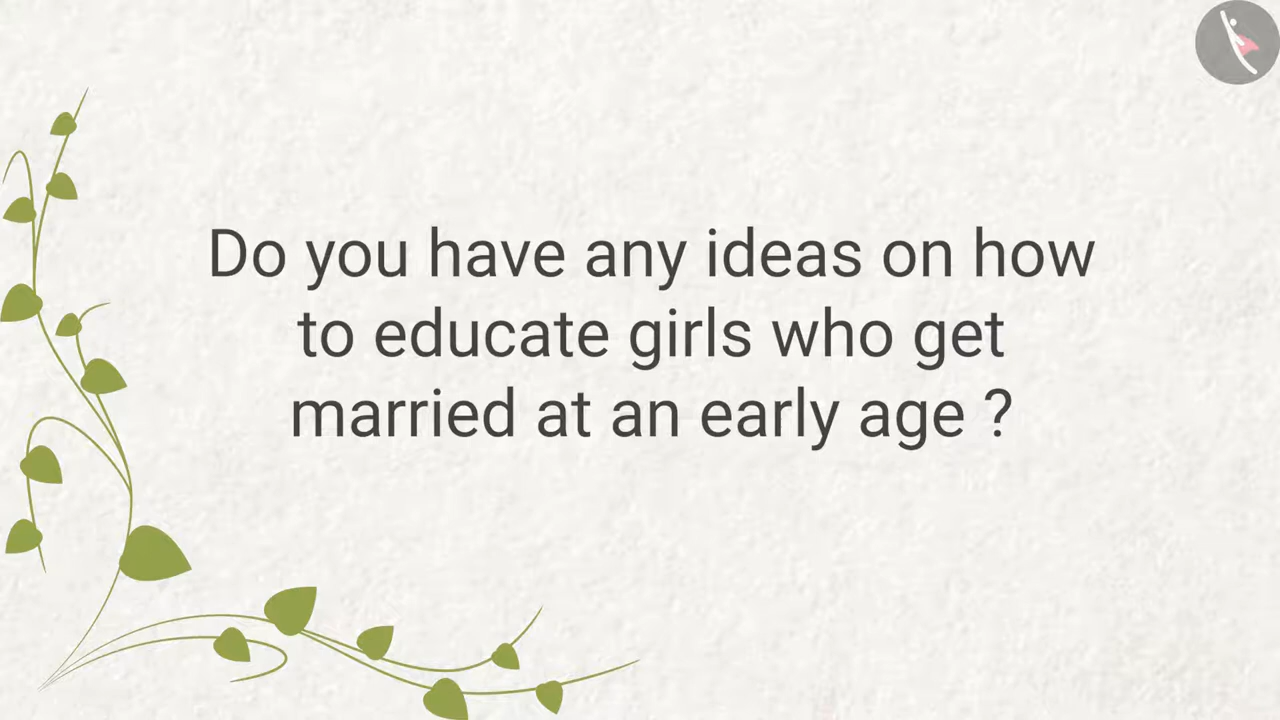 Do you have any ideas on how
to educate girls who get
married at an early age ?